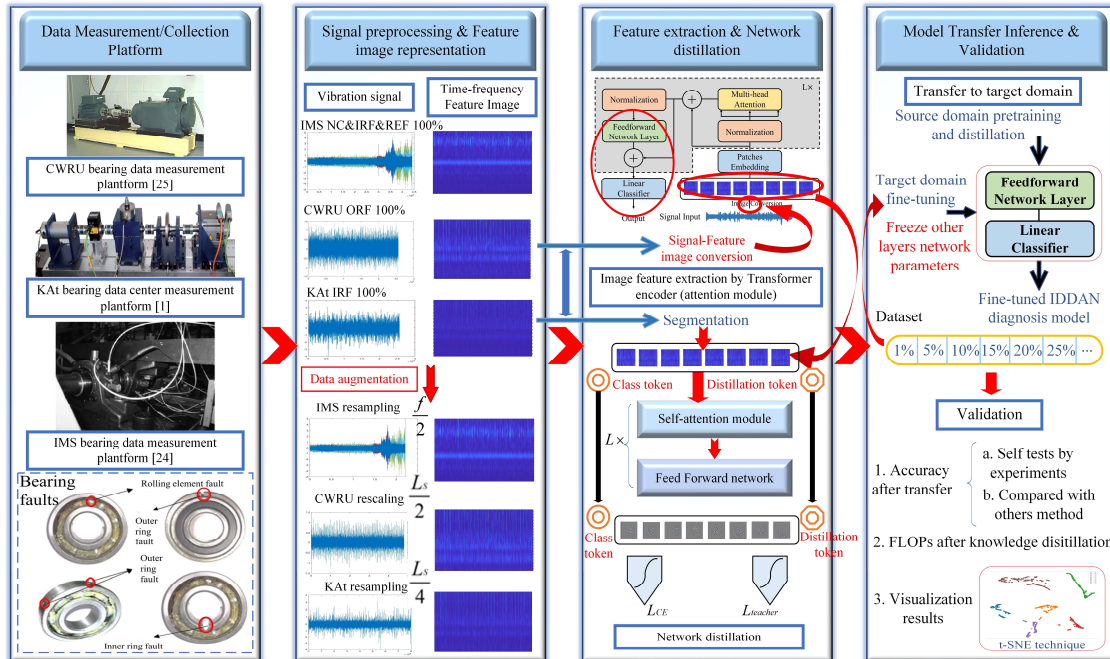 Data Measurement/Collection
Platform
CWRU bearing data measurement
plantform [25]
KAt bearing data center measurement
plantform [1]
IMS bearing data measurement
plantform [24]
Bearing
faults
Rolling element fault
Outer
ring
fault
Outer
ring
fault
Inner ring fault
Signal preprocessing & Feature
image representation
Vibration signal
Time-frequency
Feature Image
IMS NC&IRF&REF 100%
CWRU ORF 100%
KAt IRF 100%
Data augmentation
IMS resampling
f/2
CWRU rescaling
Ls/2
KAt resampling
Ls/4
Feature extraction & Network
distillation
L×
Normalization
Multi-head
Attention
Feedforward
Network Layer
Normalization
Patches
Embedding
Linear
Classifier
Image Conversion
Output
Signal Input
Signal-Feature
image conversion
Image feature extraction by Transformer
encoder (attention module)
Segmentation
Class token
Distillation token
Self-attention module
L×
Feed Forward network
Class
token
Distillation
token
LCE
Lteacher
Network distillation
Model Transfer Inference &
Validation
Transfer to target domain
Source domain pretraining
and distillation
Target domain
fine-tuning
Freeze other
layers network
parameters
Feedforward
Network Layer
Linear
Classifier
Fine-tuned IDDAN
diagnosis model
Dataset
1% 5% 10% 15% 20% 25% ...
Validation
1. Accuracy
after transfer
a. Self tests by
experiments
b. Compared with
others method
2. FLOPs after knowledge disitillation
3. Visualization
results
t-SNE technique